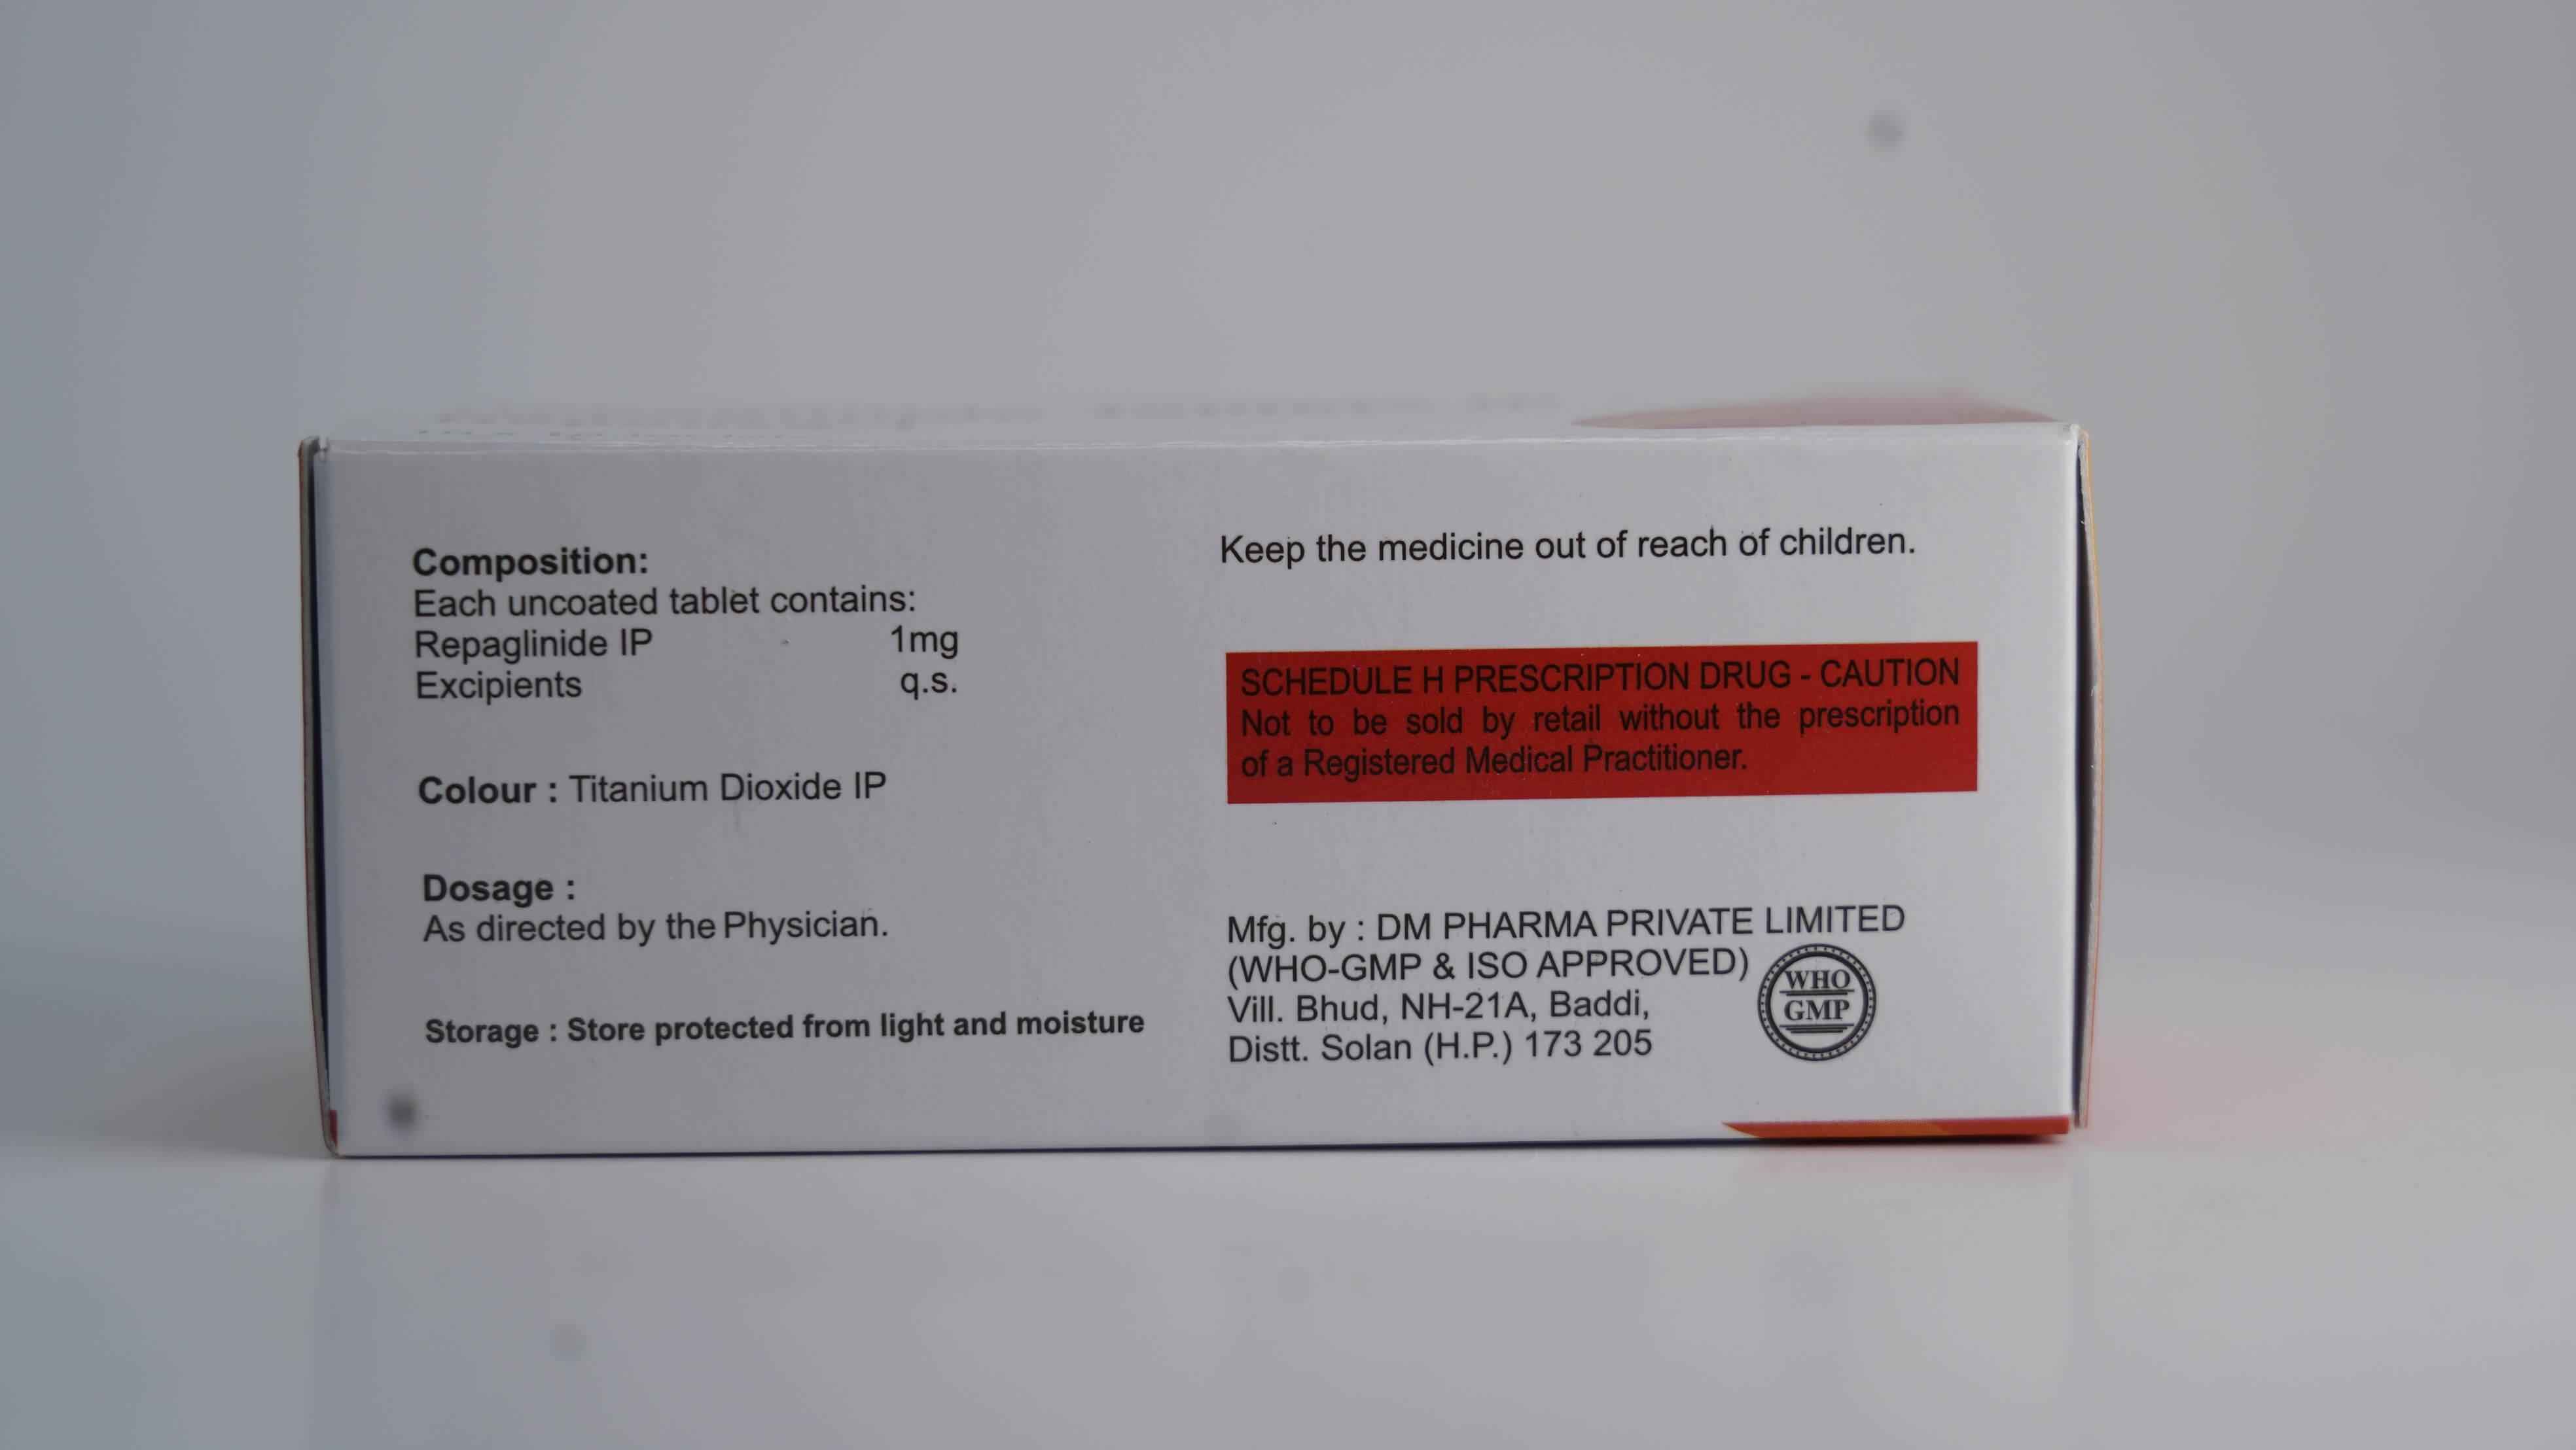 Composition:
Each uncoated tablet contains:
Repaglinide IP 1mg
Excipients q.s.
Colour : Titanium Dioxide IP
Dosage :
As directed by the Physician.
Storage : Store protected from light and moisture
Keep the medicine out of reach of children.
SCHEDULE H PRESCRIPTION DRUG - CAUTION
Not to be sold by retail without the prescription
of a Registered Medical Practitioner.
Mfg. by : DM PHARMA PRIVATE LIMITED
(WHO-GMP & ISO APPROVED)
Vill. Bhud, NH-21A, Baddi,
Distt. Solan (H.P.) 173 205
WHO
GMP